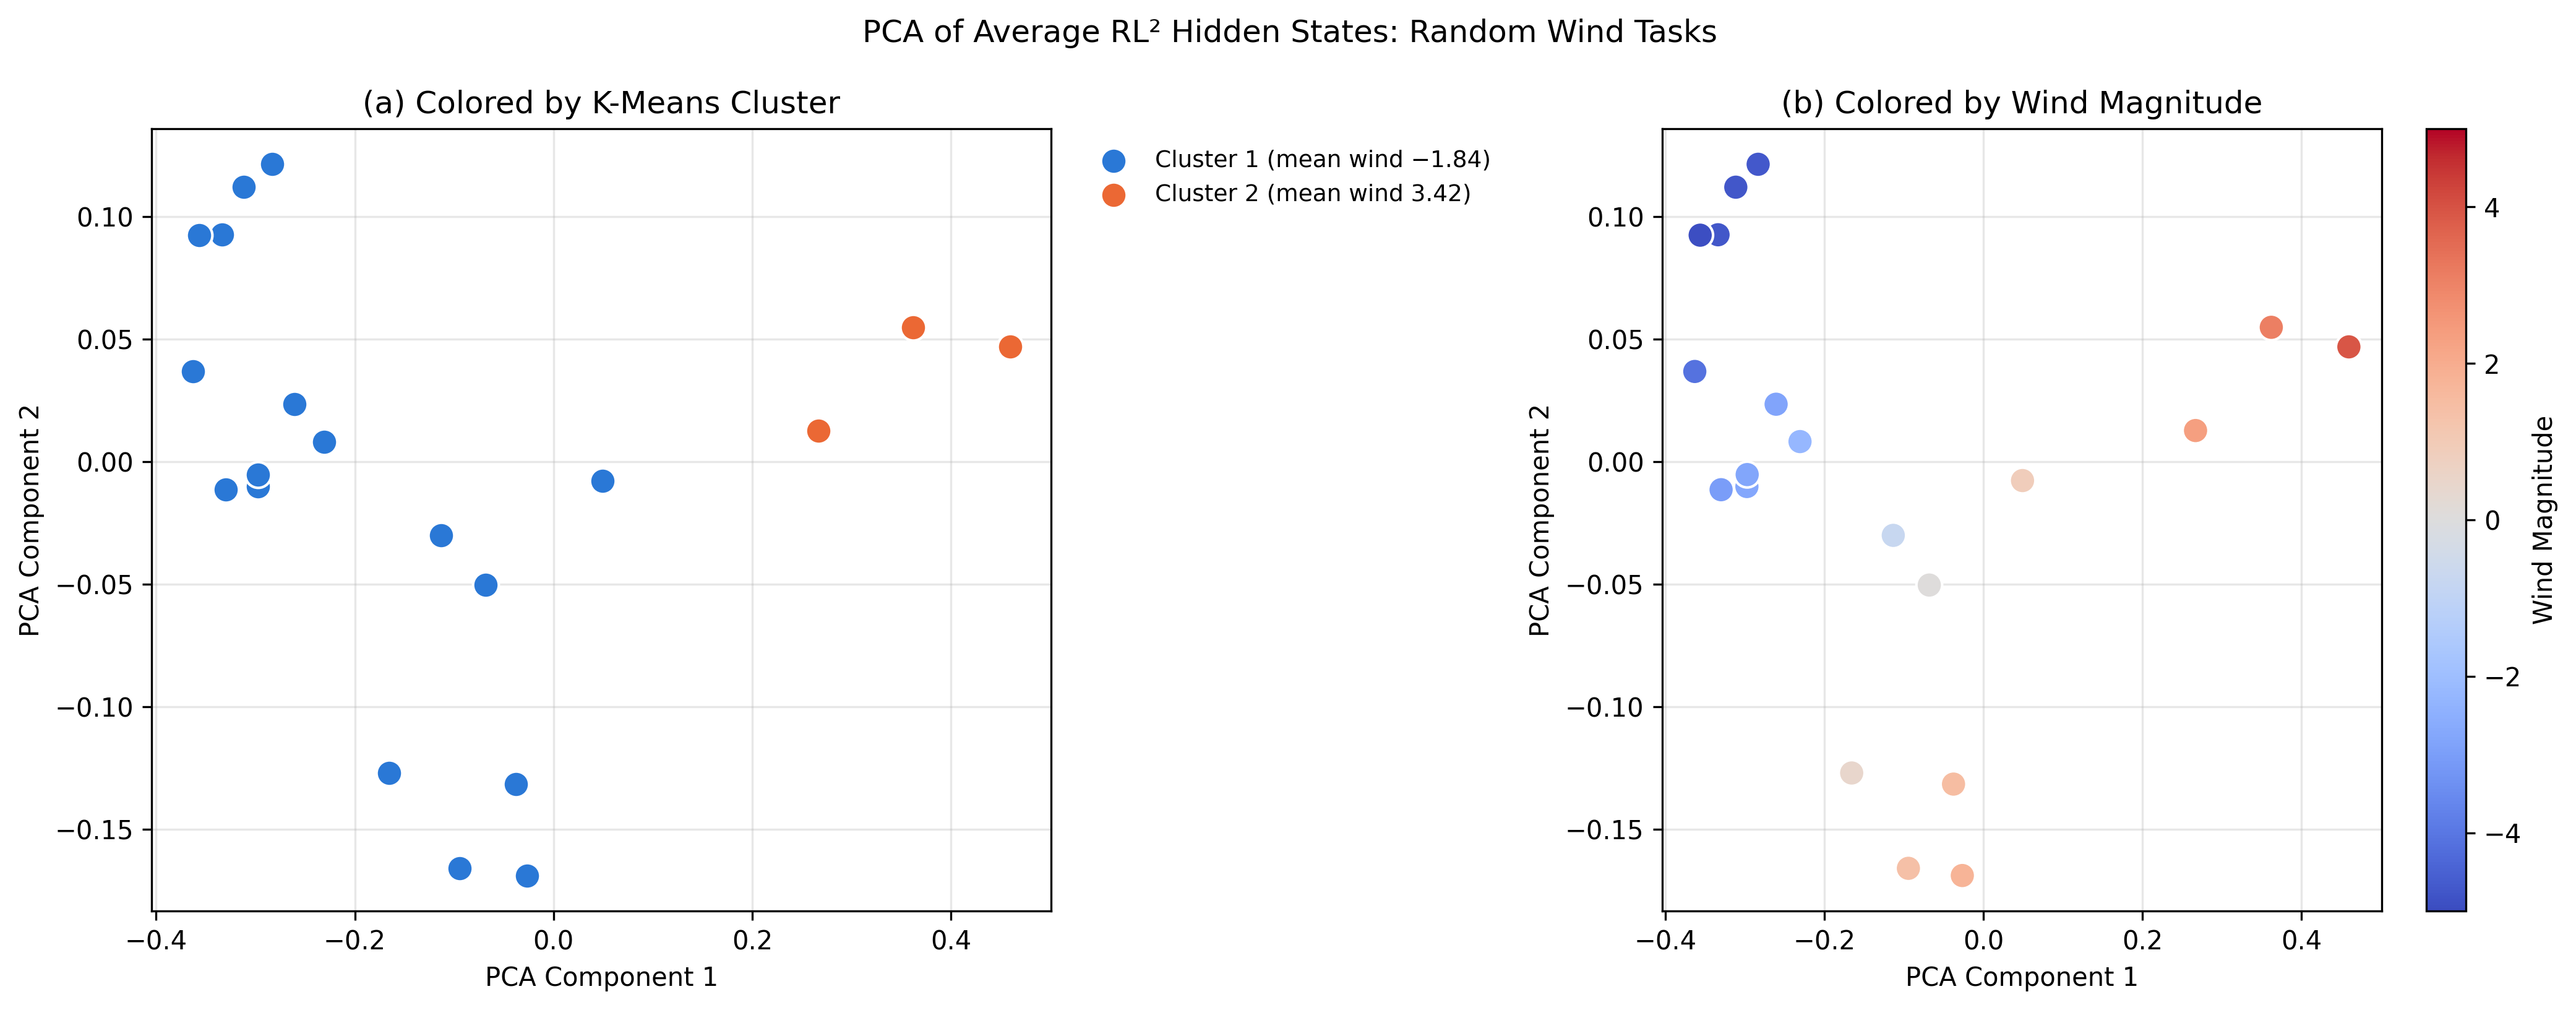 PCA of Average RL² Hidden States: Random Wind Tasks
(a) Colored by K-Means Cluster
PCA Component 2
0.10
0.05
0.00
−0.05
−0.10
−0.15
−0.4
−0.2
0.0
0.2
0.4
PCA Component 1
Cluster 1 (mean wind −1.84)
Cluster 2 (mean wind 3.42)
(b) Colored by Wind Magnitude
PCA Component 2
0.10
0.05
0.00
−0.05
−0.10
−0.15
−0.4
−0.2
0.0
0.2
0.4
PCA Component 1
4
2
0
−2
−4
Wind Magnitude